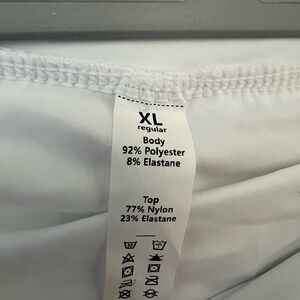 XL
regular
Body
92% Polyester
8% Elastane
Top
77% Nylon
23% Elastane